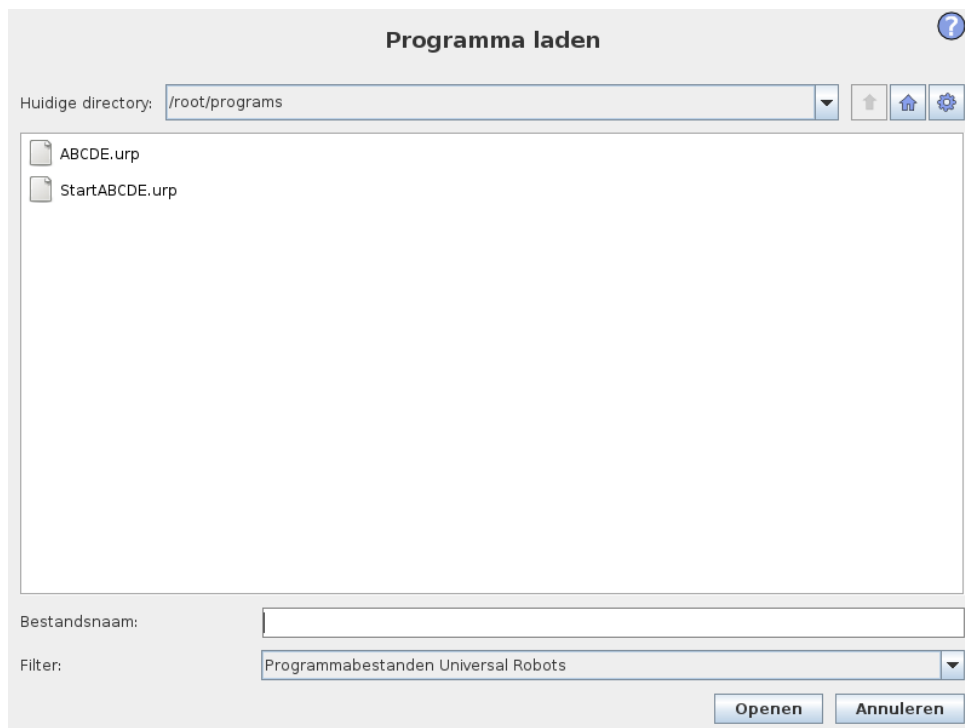 Programma laden
?
Huidige directory: /root/programs
ABCDE.urp
StartABCDE.urp
Bestandsnaam:
Filter: Programmabestanden Universal Robots
Openen Annuleren